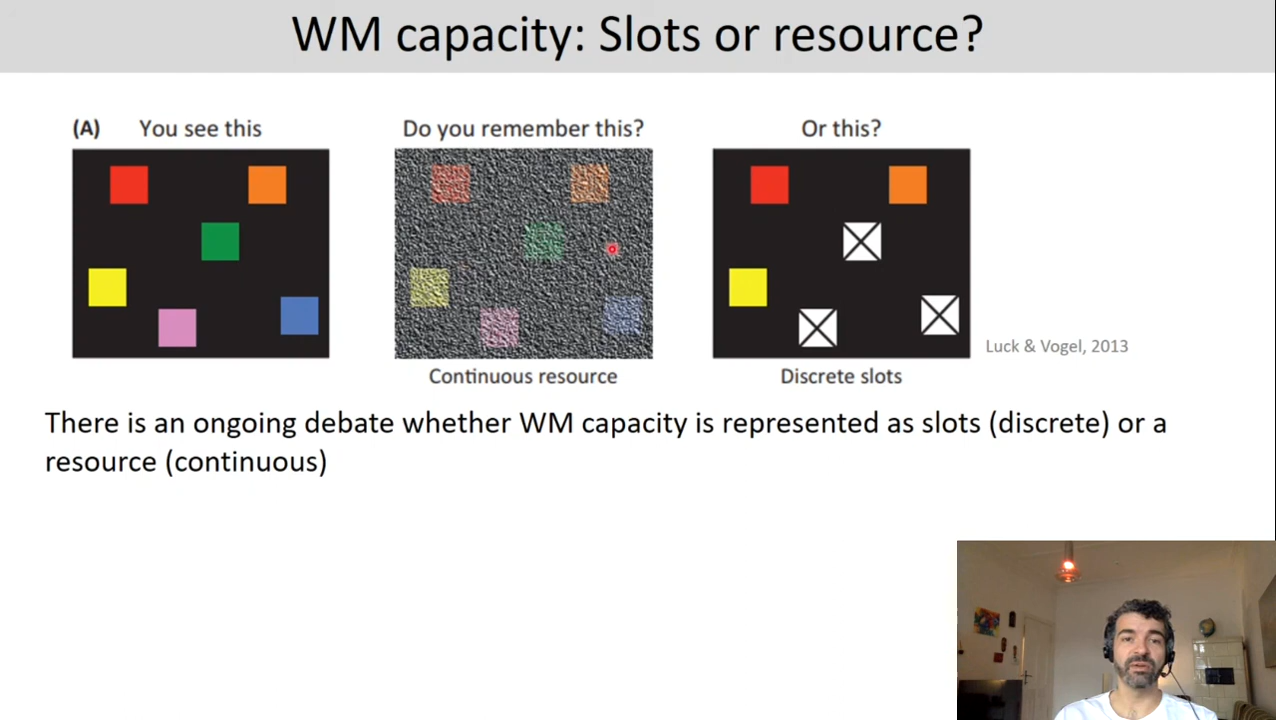 WM capacity: Slots or resource?
(A) You see this
Do you remember this?
Or this?
Continuous resource
Discrete slots
Luck & Vogel, 2013
There is an ongoing debate whether WM capacity is represented as slots (discrete) or a
resource (continuous)